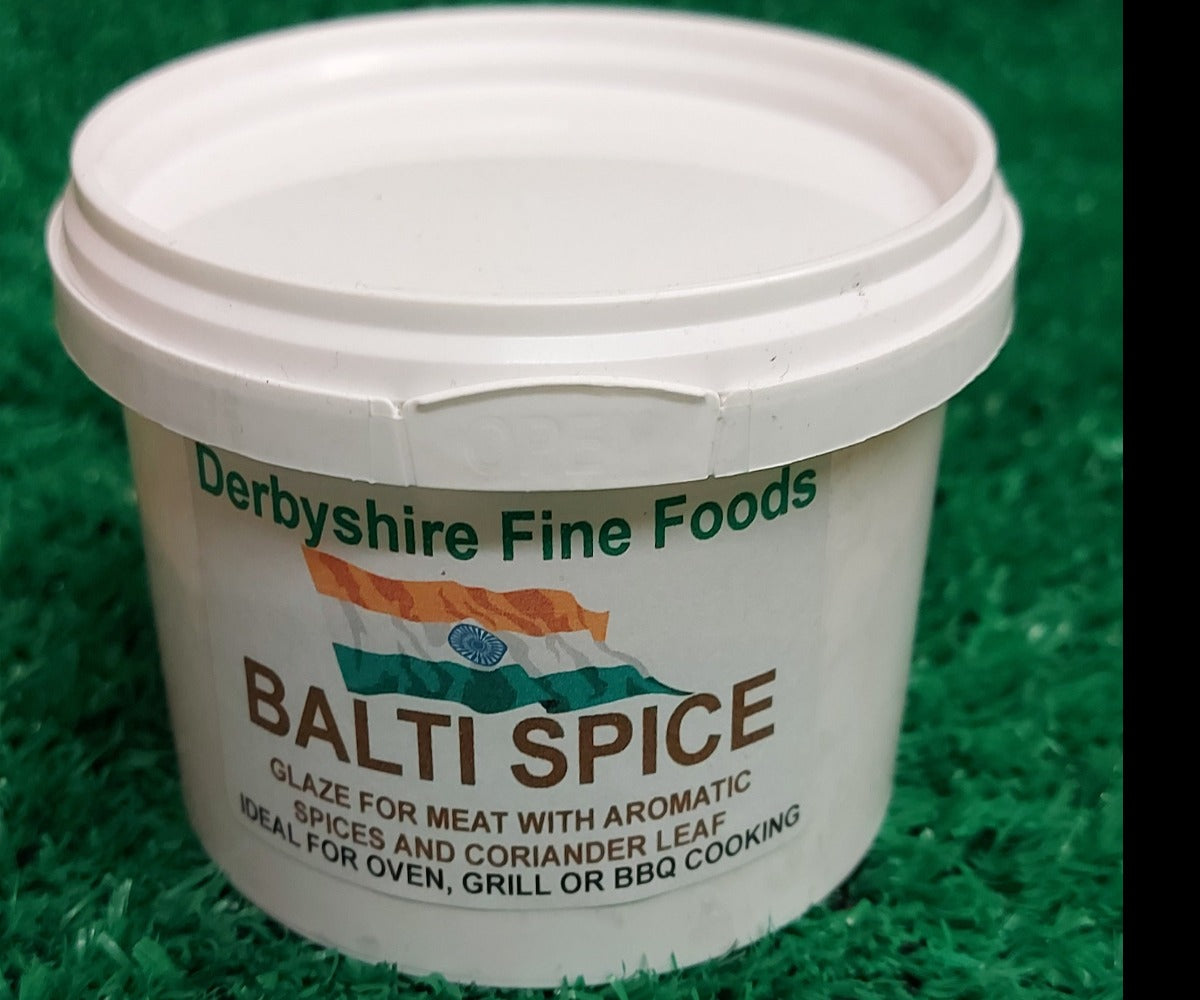 OPEN
Derbyshire Fine Foods
BALTI SPICE
GLAZE FOR MEAT WITH AROMATIC
SPICES AND CORIANDER LEAF
IDEAL FOR OVEN, GRILL OR BBQ COOKING